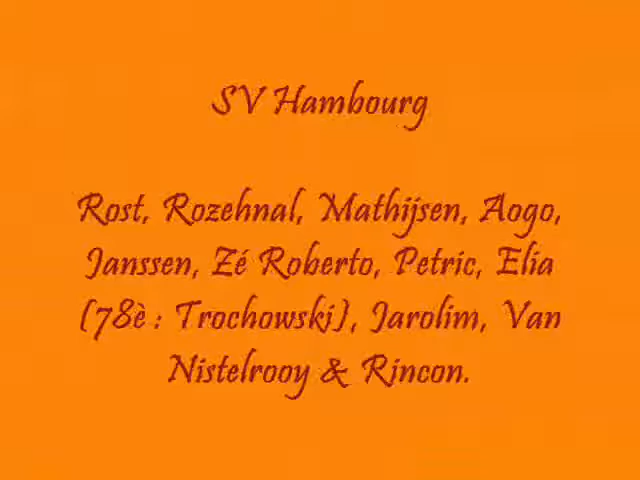 SV Hambourg
Rost, Rozehnal, Mathijsen, Aogo,
Janssen, Zé Roberto, Petric, Elia
(78è : Trochowski), Jarolim, Van
Nistelrooy & Rincon.